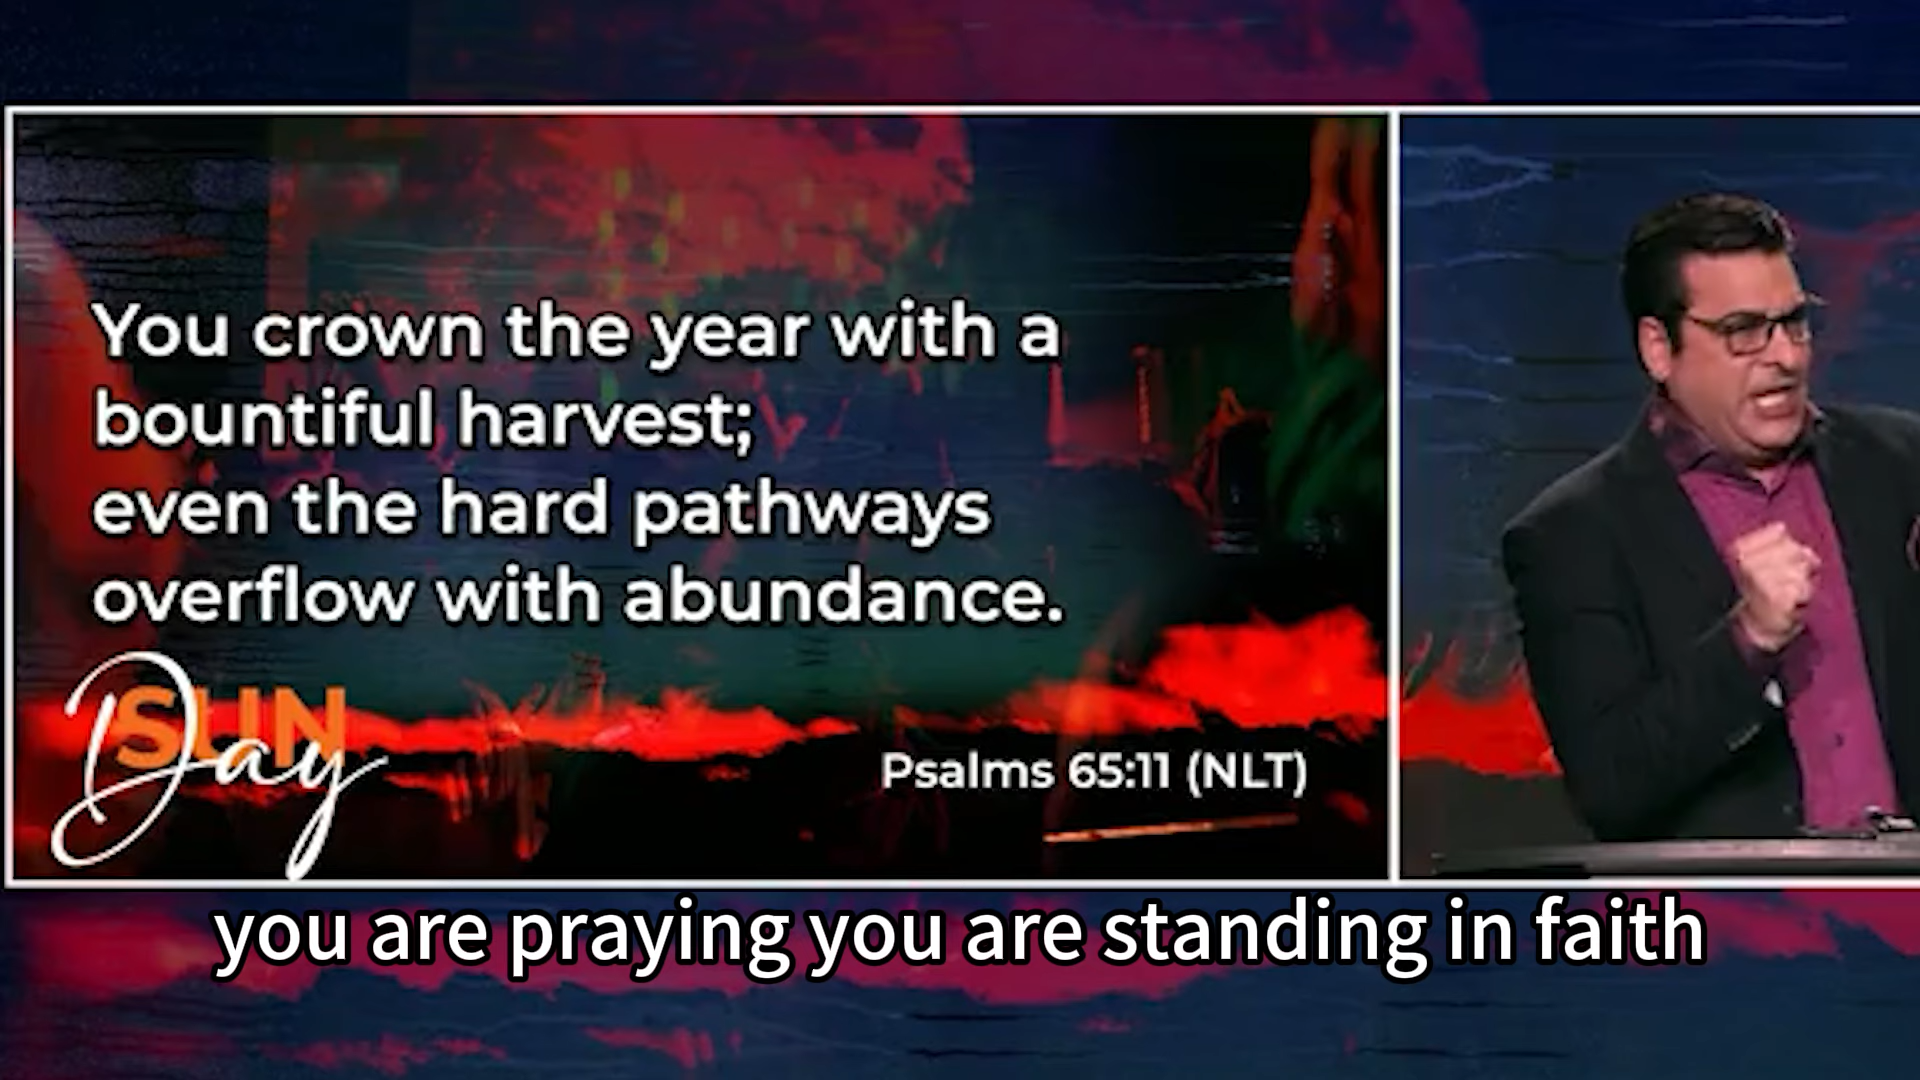 You crown the year with a
bountiful harvest;
even the hard pathways
overflow with abundance.
SUN
Day
Psalms 65:11 (NLT)
you are praying you are standing in faith